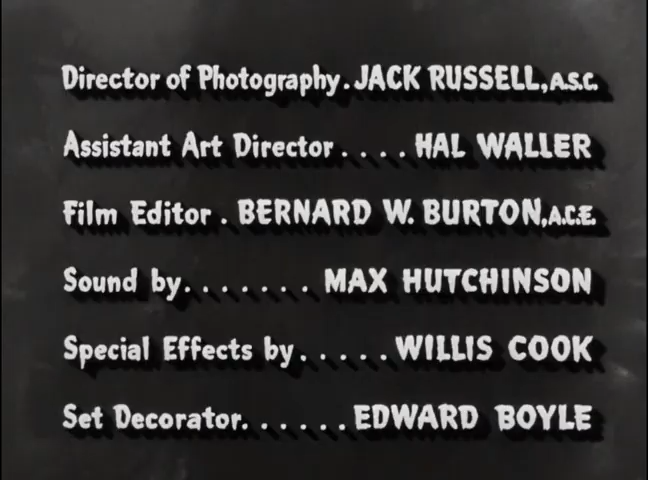 Director of Photography. JACK RUSSELL, A.S.C.
Assistant Art Director . . . . HAL WALLER
Film Editor . BERNARD W. BURTON, A.C.E.
Sound by. . . . . . . MAX HUTCHINSON
Special Effects by. . . . . WILLIS COOK
Set Decorator. . . . . . EDWARD BOYLE